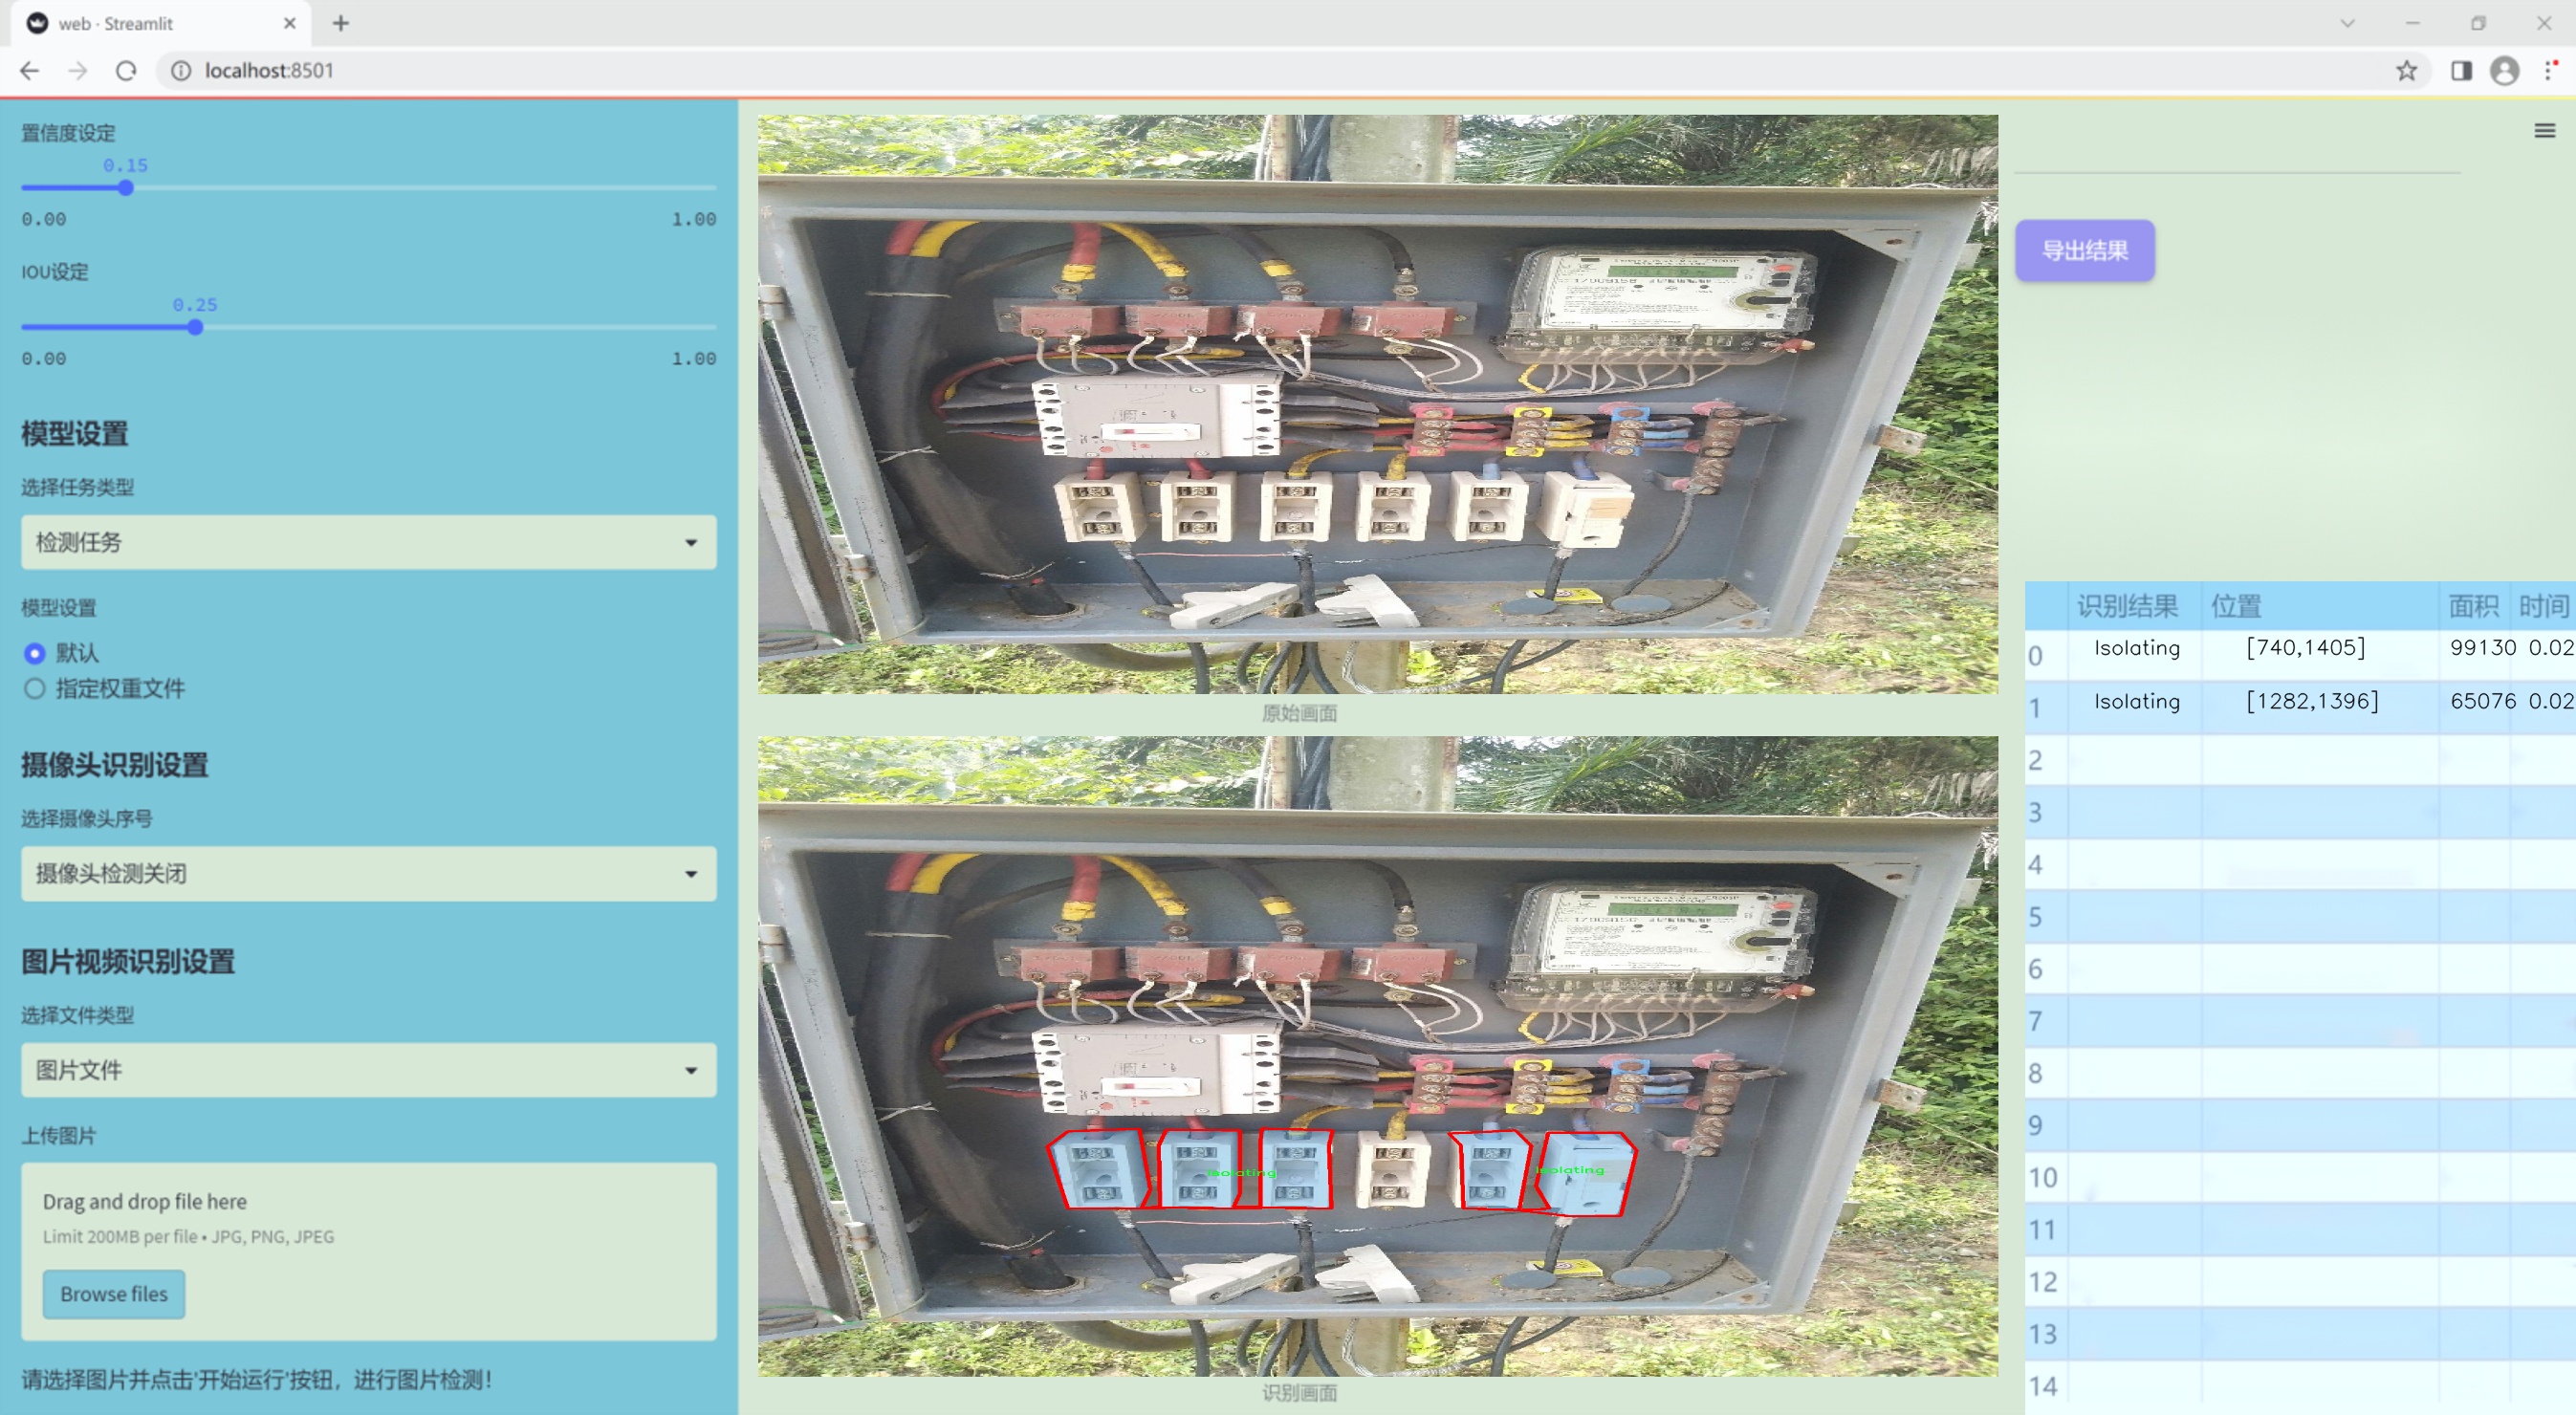 web · Streamlit
localhost:8501
置信度设定
0.15
0.00
1.00
IOU设定
0.25
0.00
1.00
模型设置
选择任务类型
检测任务
模型设置
默认
指定权重文件
摄像头识别设置
选择摄像头序号
摄像头检测关闭
图片视频识别设置
选择文件类型
图片文件
上传图片
Drag and drop file here
Limit 200MB per file • JPG, PNG, JPEG
Browse files
请选择图片并点击'开始运行'按钮，进行图片检测！
原始画面
Isolating
Isolating
识别画面
导出结果
识别结果 位置 面积 时间
0 Isolating [740,1405] 99130 0.02
1 Isolating [1282,1396] 65076 0.02
2
3
4
5
6
7
8
9
10
11
12
13
14